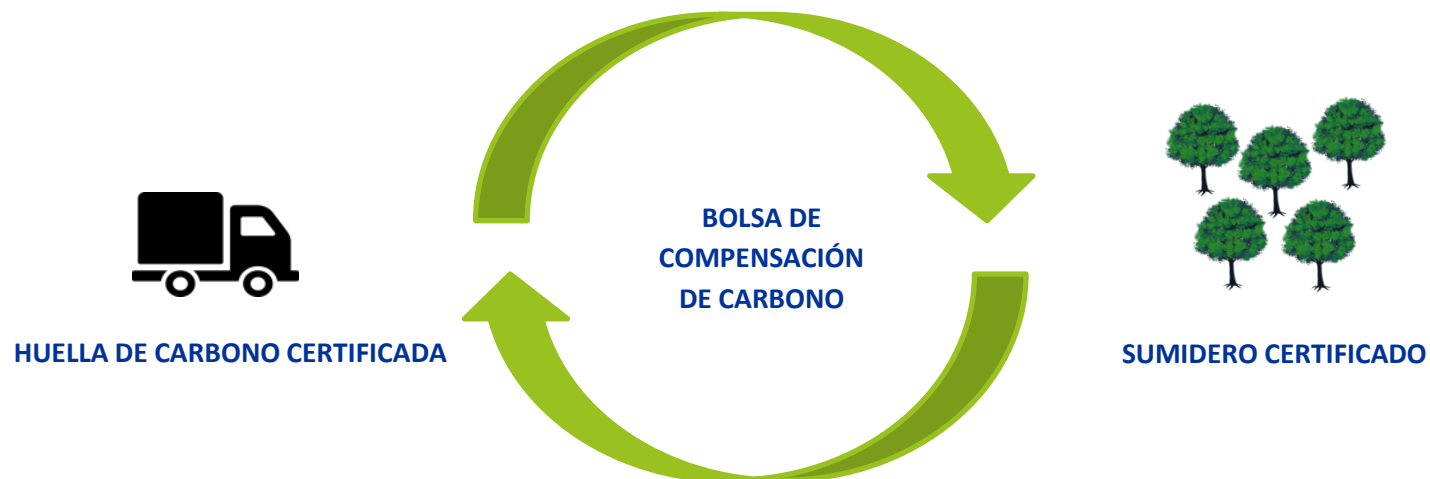 HUELLA DE CARBONO CERTIFICADA
BOLSA DE
COMPENSACIÓN
DE CARBONO
SUMIDERO CERTIFICADO